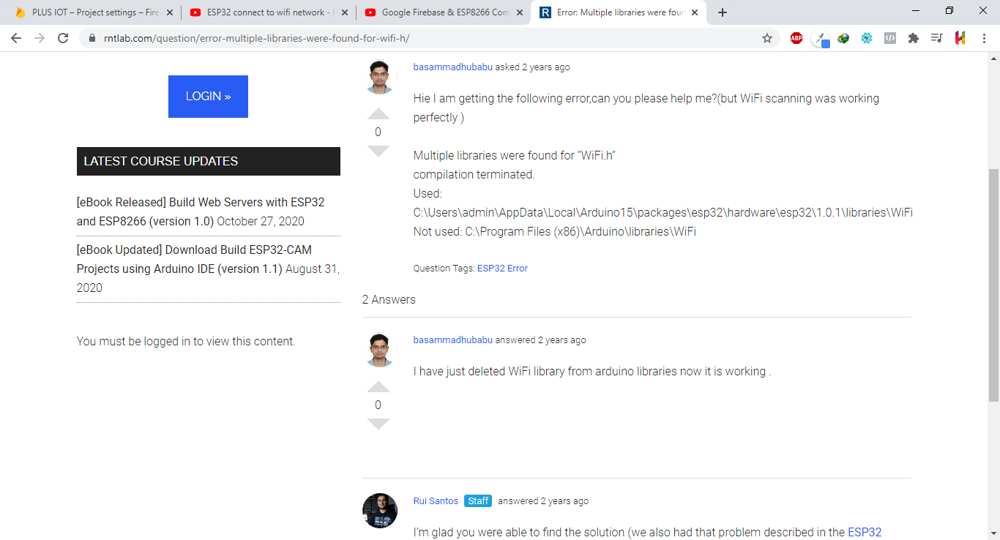 PLUS IOT – Project settings – Fire
ESP32 connect to wifi network -
Google Firebase & ESP8266 Com
R
Error: Multiple libraries were foun
rntlab.com/question/error-multiple-libraries-were-found-for-wifi-h/
ABP
LOGIN »
LATEST COURSE UPDATES
[eBook Released] Build Web Servers with ESP32
and ESP8266 (version 1.0) October 27, 2020
[eBook Updated] Download Build ESP32-CAM
Projects using Arduino IDE (version 1.1) August 31,
2020
You must be logged in to view this content.
basammadhubabu asked 2 years ago
Hie I am getting the following error,can you please help me?(but WiFi scanning was working
perfectly )
0
Multiple libraries were found for “WiFi.h”
compilation terminated.
Used:
C:\Users\admin\AppData\Local\Arduino15\packages\esp32\hardware\esp32\1.0.1\libraries\WiFi
Not used: C:\Program Files (x86)\Arduino\libraries\WiFi
Question Tags: ESP32 Error
2 Answers
basammadhubabu answered 2 years ago
I have just deleted WiFi library from arduino libraries now it is working .
0
Rui Santos Staff answered 2 years ago
I’m glad you were able to find the solution (we also had that problem described in the ESP32